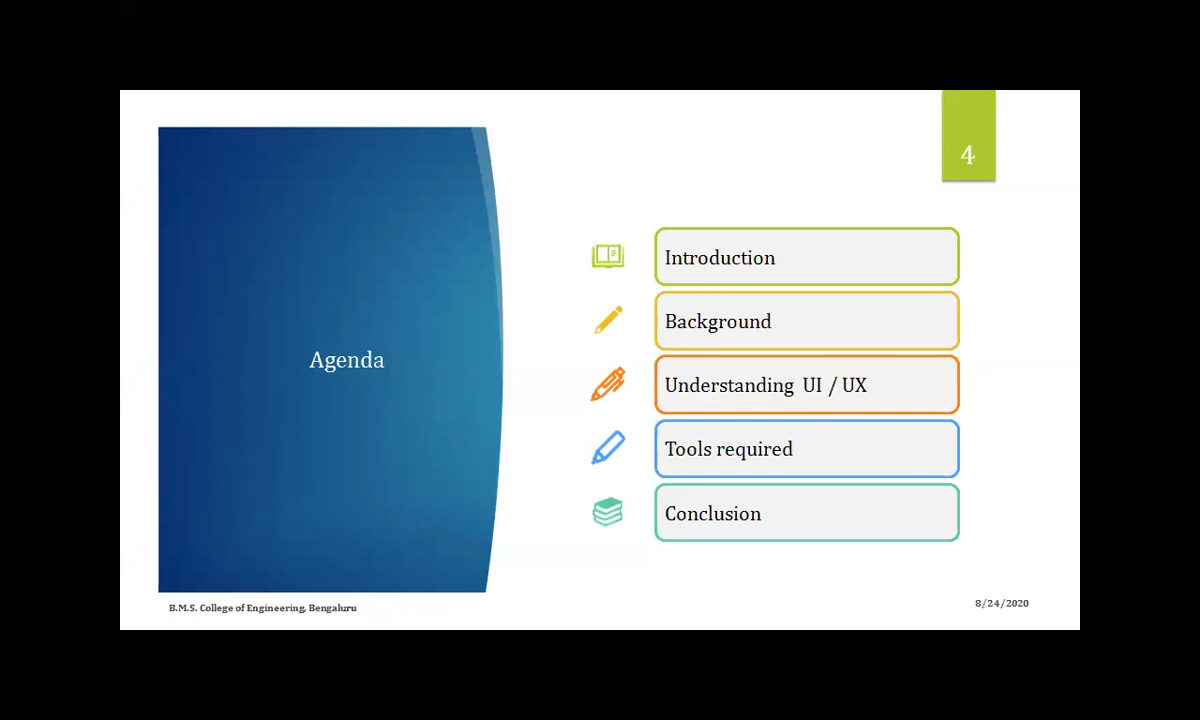 4
Agenda
Introduction
Background
Understanding UI / UX
Tools required
Conclusion
B.M.S. College of Engineering, Bengaluru
8/24/2020